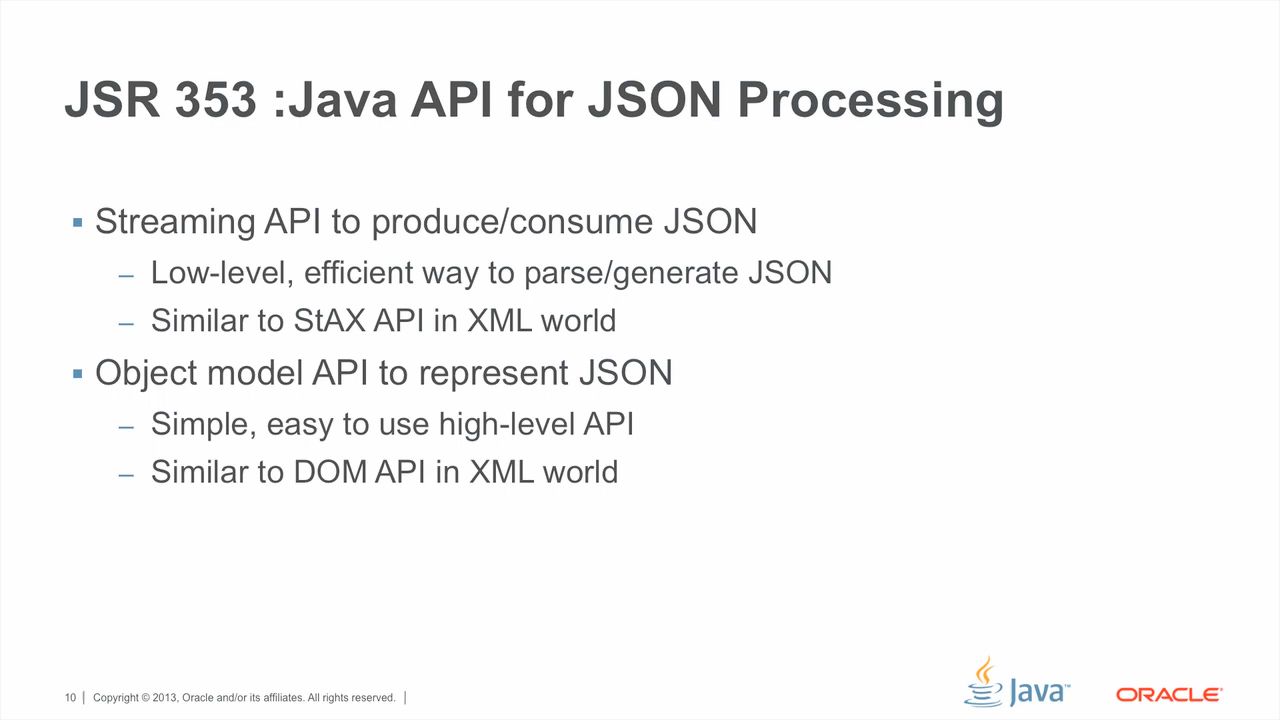 JSR 353 :Java API for JSON Processing
▪ Streaming API to produce/consume JSON
– Low-level, efficient way to parse/generate JSON
– Similar to StAX API in XML world
▪ Object model API to represent JSON
– Simple, easy to use high-level API
– Similar to DOM API in XML world
10 | Copyright © 2013, Oracle and/or its affiliates. All rights reserved. |
Java™
ORACLE®